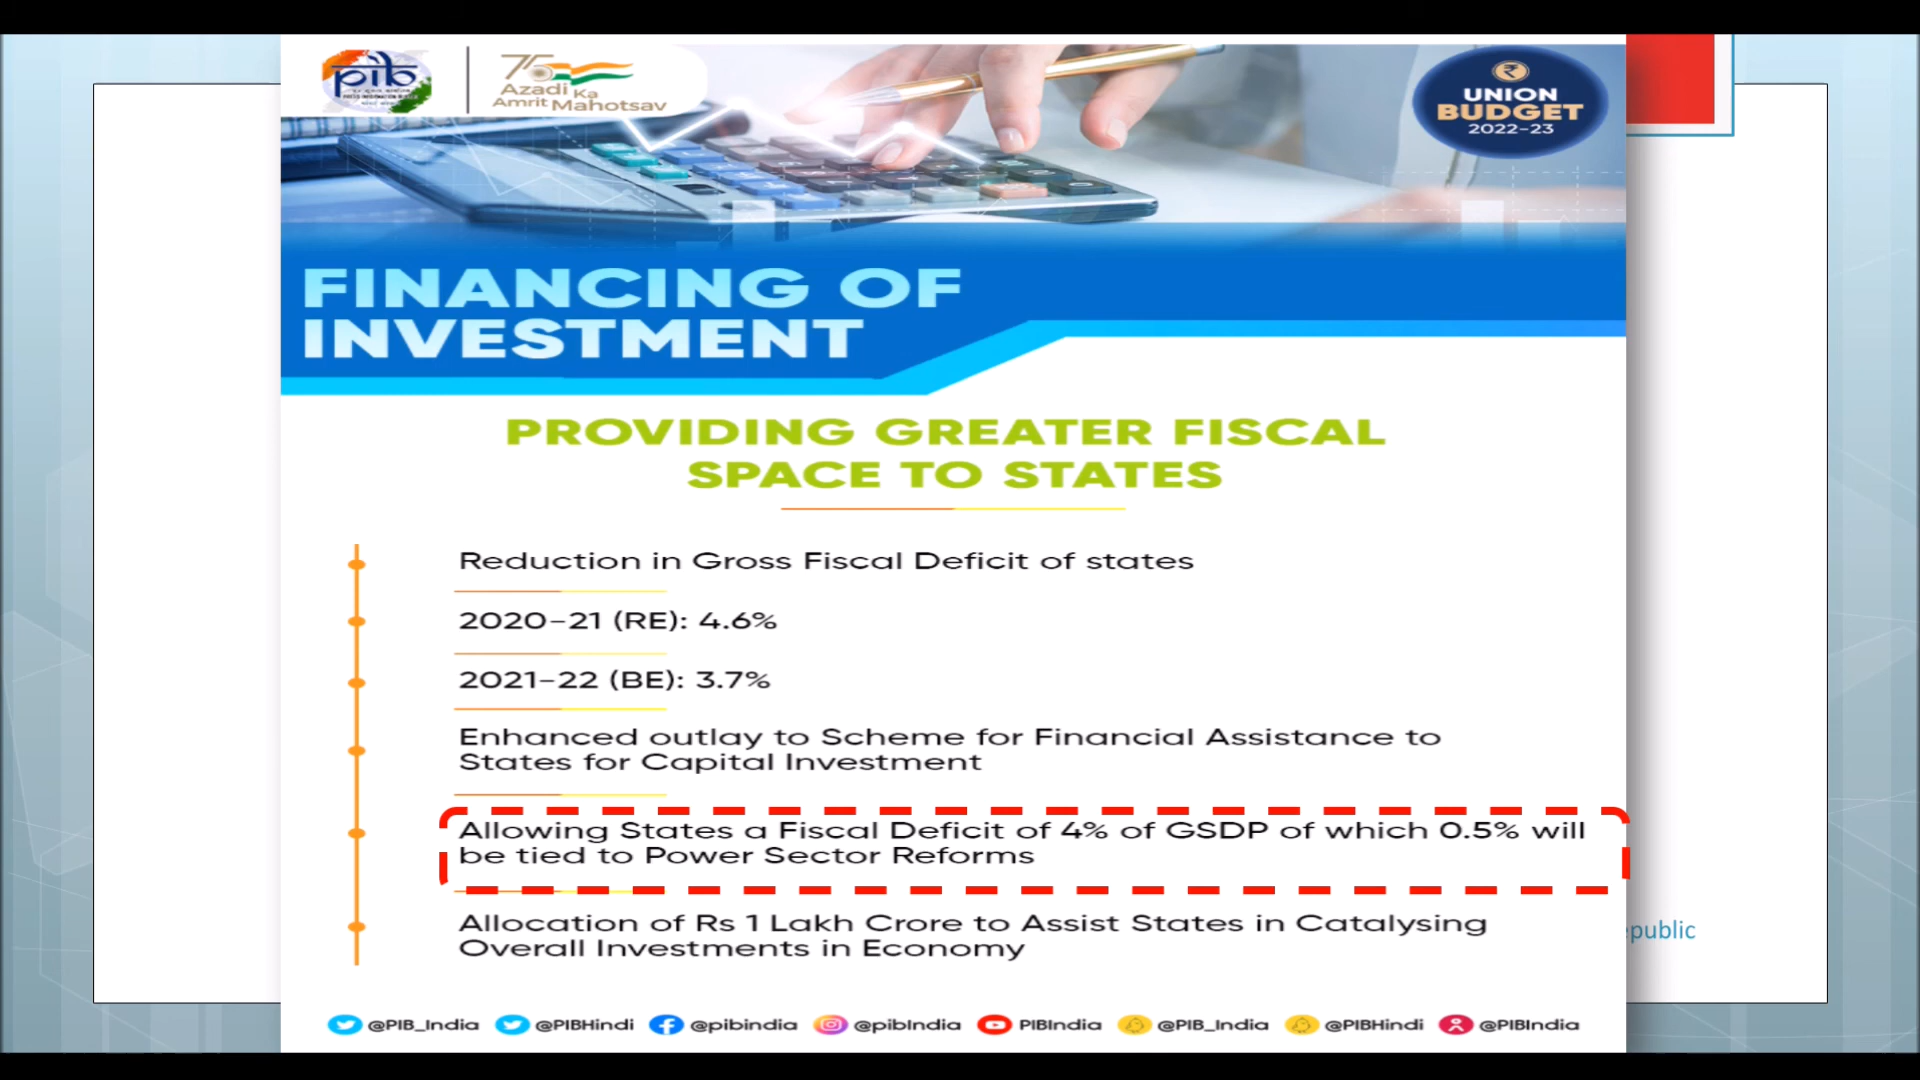 pib
75
Azadi Ka
Amrit Mahotsav
₹
UNION
BUDGET
2022-23
FINANCING OF
INVESTMENT
PROVIDING GREATER FISCAL
SPACE TO STATES
Reduction in Gross Fiscal Deficit of states
2020-21 (RE): 4.6%
2021-22 (BE): 3.7%
Enhanced outlay to Scheme for Financial Assistance to
States for Capital Investment
Allowing States a Fiscal Deficit of 4% of GSDP of which 0.5% will
be tied to Power Sector Reforms
Allocation of Rs 1 Lakh Crore to Assist States in Catalysing
Overall Investments in Economy
epublic
@PIB_India @PIBHindi @pibindia @pibIndia PIBIndia @PIB_India @PIBHindi @PIBIndia